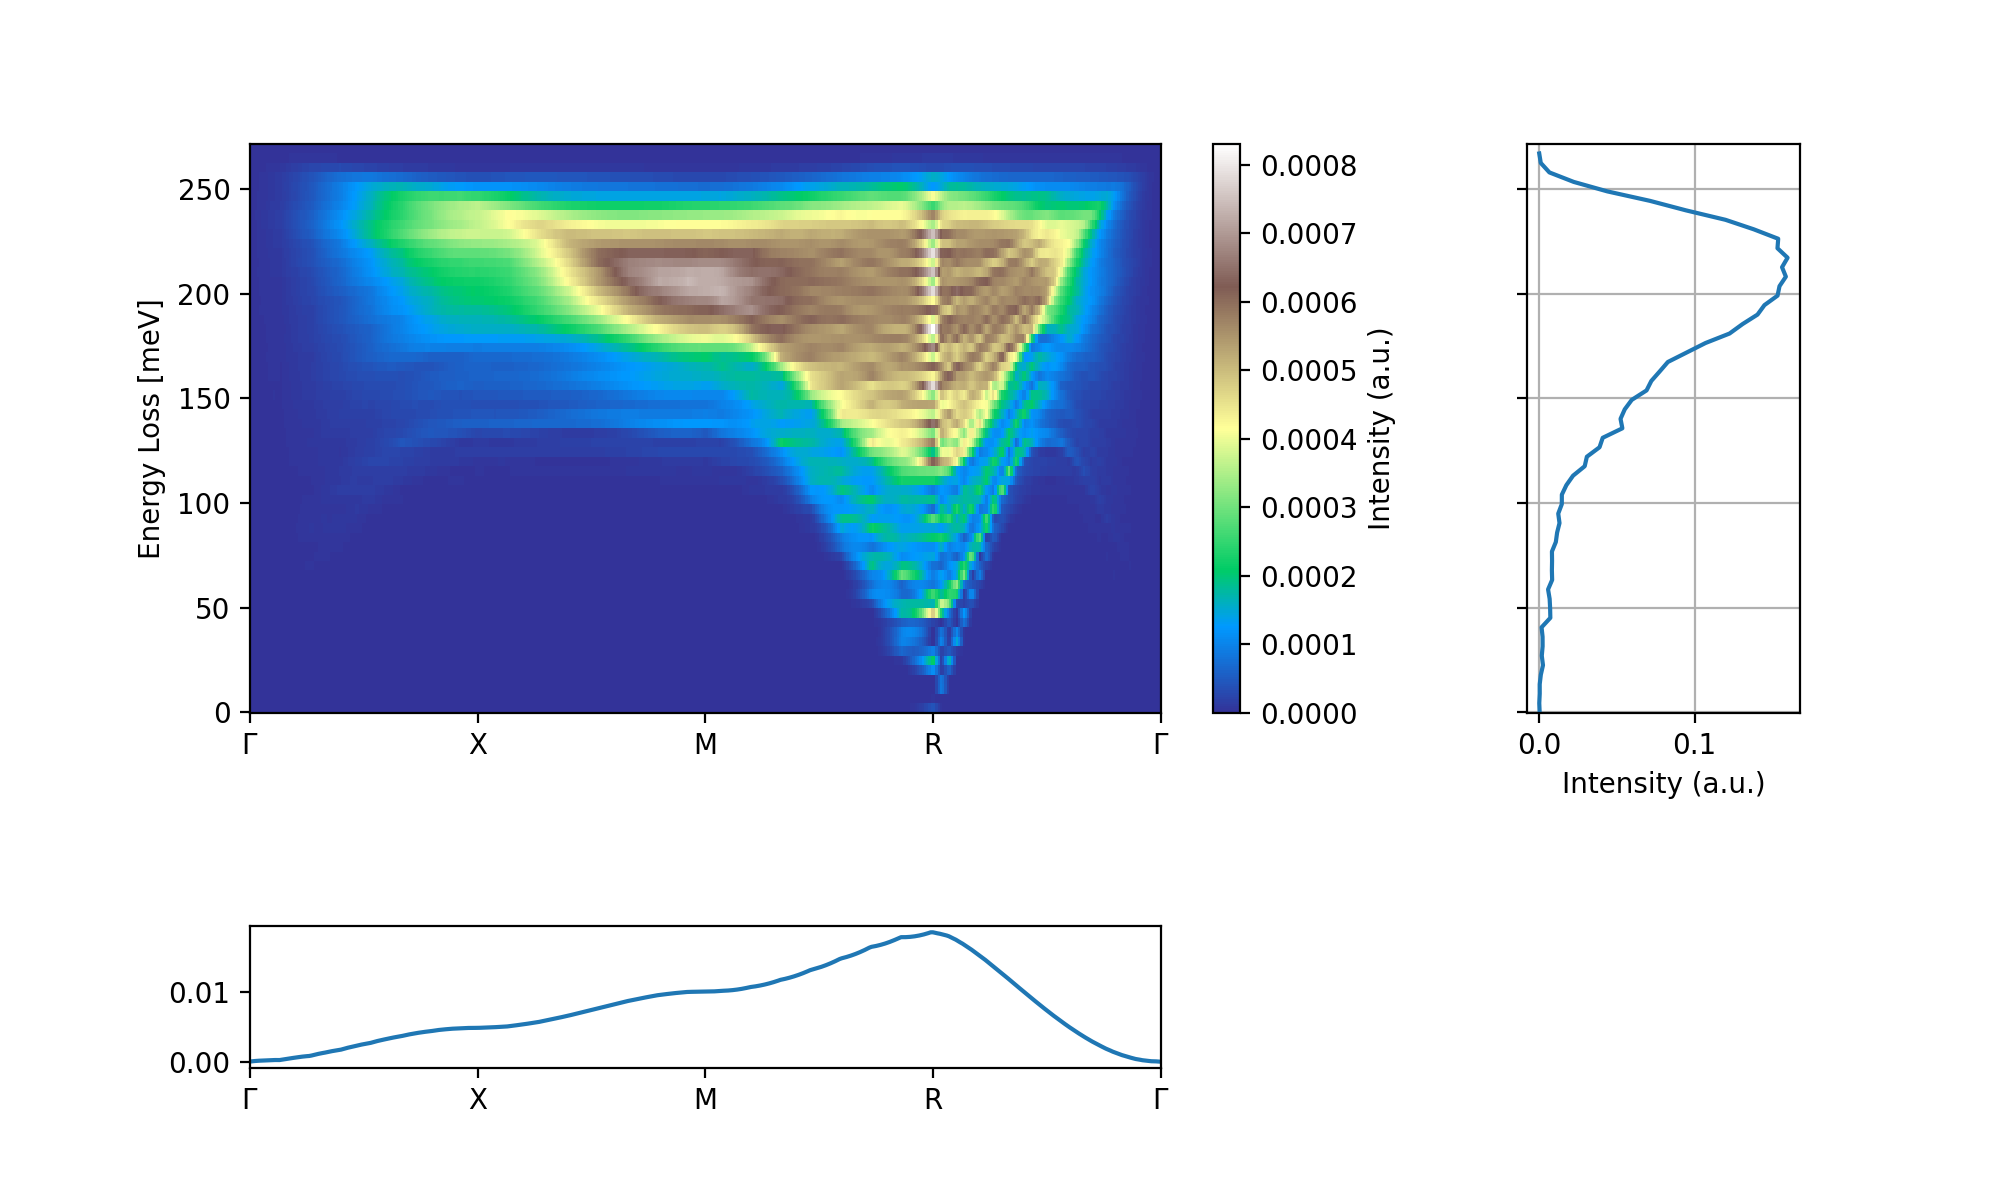 Energy Loss [meV]
250
200
150
100
50
0
Γ
X
M
R
Γ
0.0008
0.0007
0.0006
0.0005
0.0004
0.0003
0.0002
0.0001
0.0000
Intensity (a.u.)
0.0
0.1
Intensity (a.u.)
0.01
0.00
Γ
X
M
R
Γ